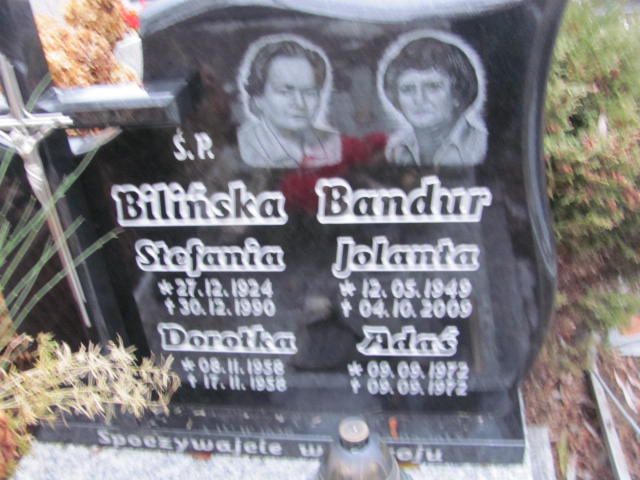 Ś.P.
Bilińska Bandur
Stefania Jolanta
* 27.12.1924 * 12.05.1949
✝ 30.12.1990 ✝ 04.10.2009
Dorotka Adaś
* 08.11.1958 * 09.09.1972
✝ 17.11.1958 ✝ 09.09.1972
Spoczywajcie w